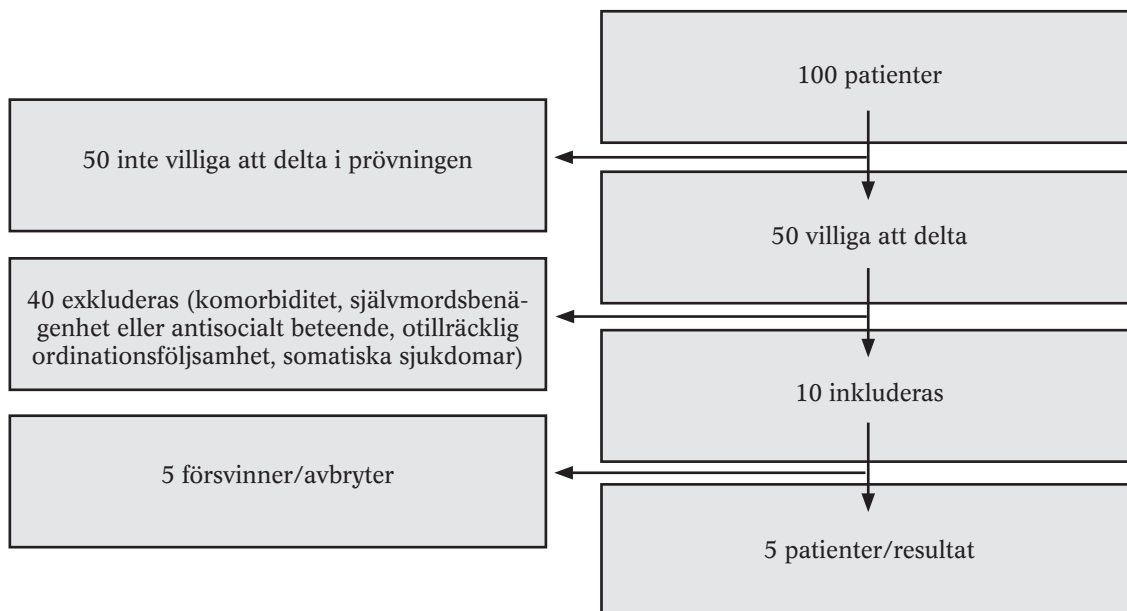 100 patienter
50 inte villiga att delta i prövningen
50 villiga att delta
40 exkluderas (komorbiditet, självmordsbenä-
genhet eller antisocialt beteende, otillräcklig
ordinationsföljsamhet, somatiska sjukdomar)
10 inkluderas
5 försvinner/avbryter
5 patienter/resultat